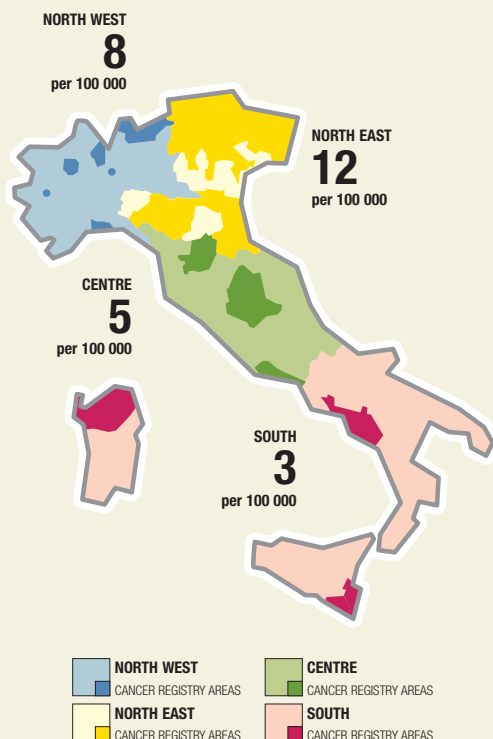 NORTH WEST
8
per 100 000
NORTH EAST
12
per 100 000
CENTRE
5
per 100 000
SOUTH
3
per 100 000
NORTH WEST
CANCER REGISTRY AREAS
CENTRE
CANCER REGISTRY AREAS
NORTH EAST
CANCER REGISTRY AREAS
SOUTH
CANCER REGISTRY AREAS